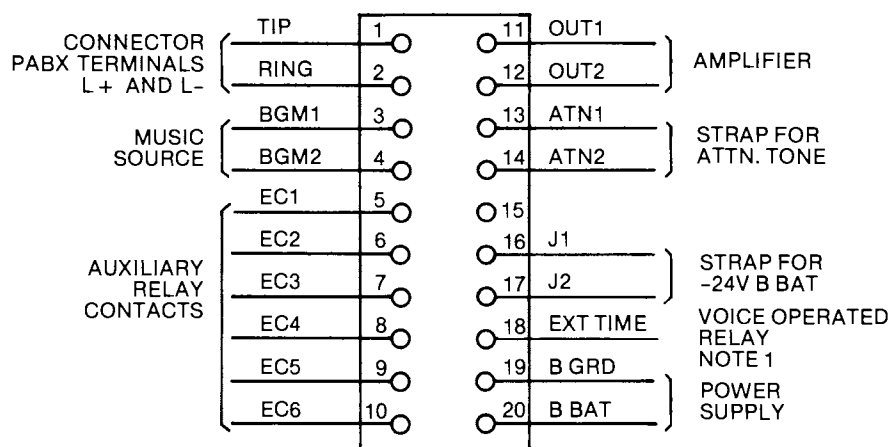 CONNECTOR
PABX TERMINALS
L+ AND L-
TIP 1
RING 2
MUSIC
SOURCE
BGM1 3
BGM2 4
AUXILIARY
RELAY
CONTACTS
EC1 5
EC2 6
EC3 7
EC4 8
EC5 9
EC6 10
11 OUT1
12 OUT2
AMPLIFIER
13 ATN1
14 ATN2
STRAP FOR
ATTN. TONE
15
16 J1
17 J2
STRAP FOR
-24V B BAT
18 EXT TIME
VOICE OPERATED
RELAY
NOTE 1
19 B GRD
20 B BAT
POWER
SUPPLY